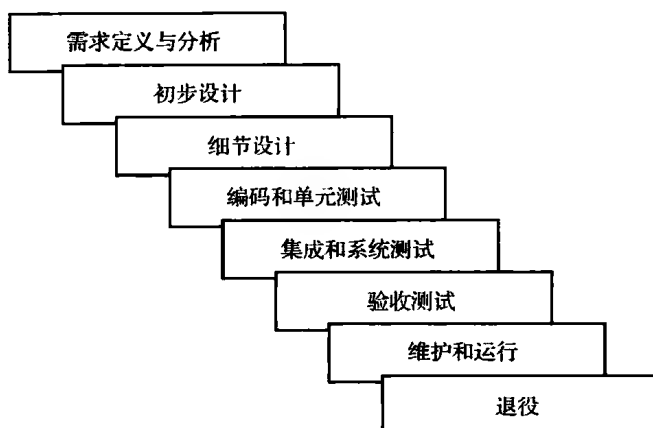 需求定义与分析
初步设计
细节设计
编码和单元测试
集成和系统测试
验收测试
维护和运行
退役